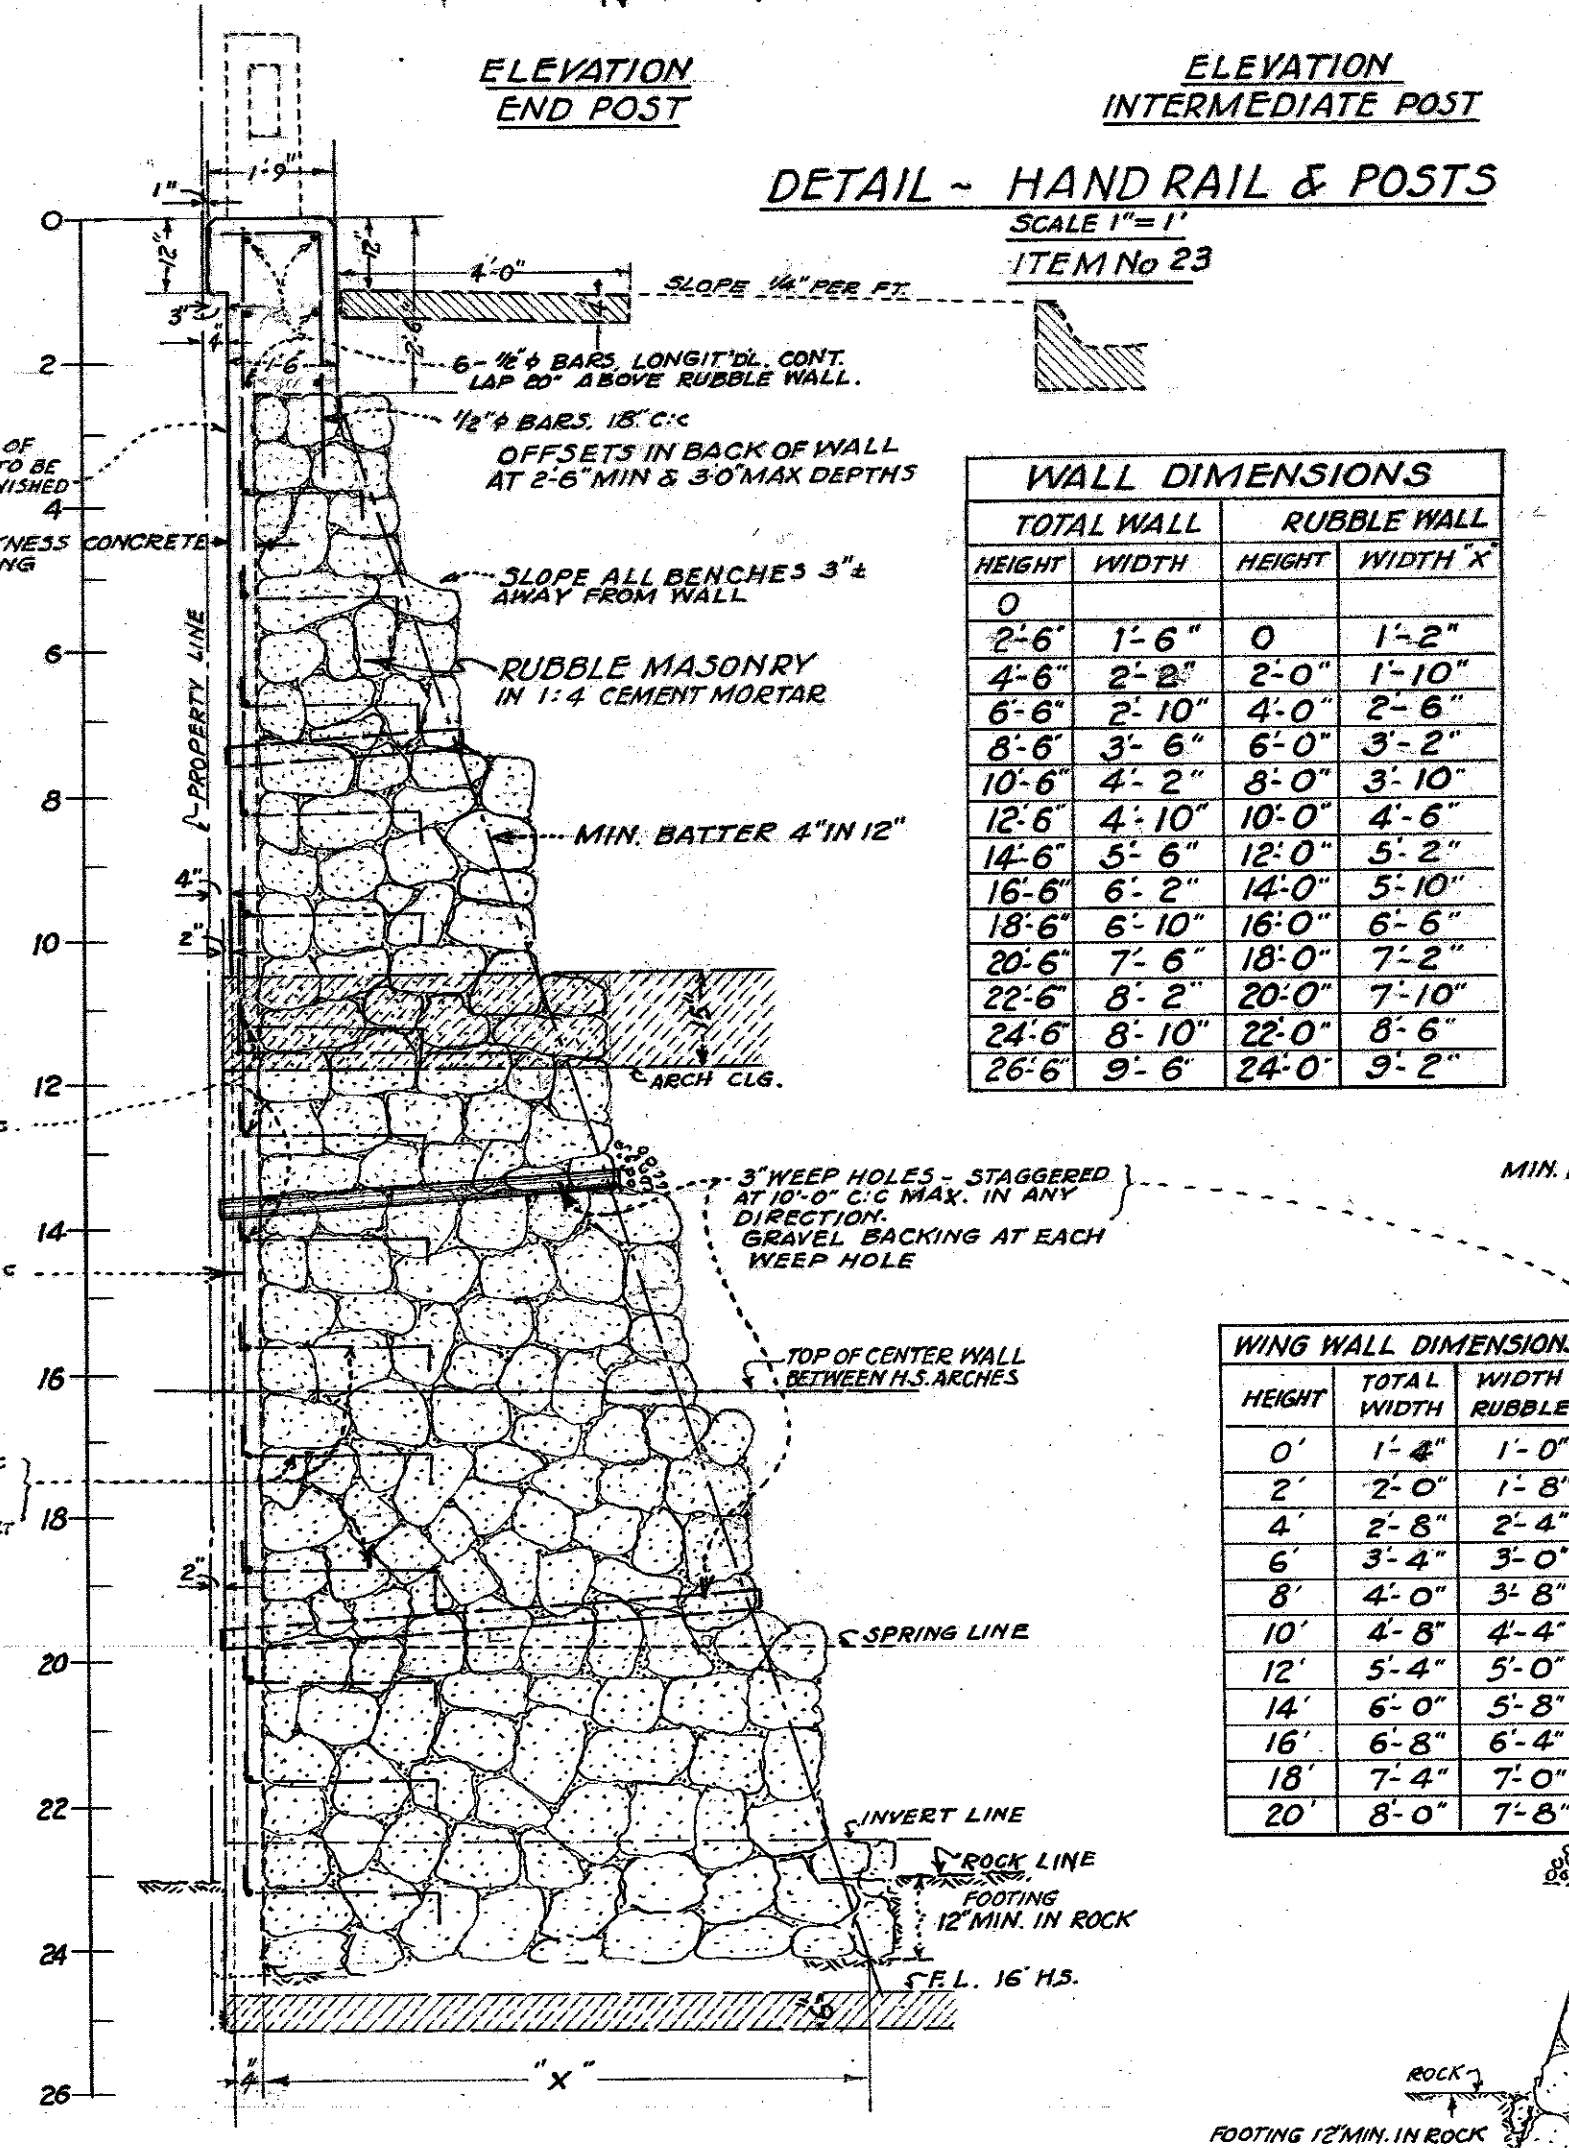 ELEVATION
END POST
ELEVATION
INTERMEDIATE POST
DETAIL ~ HAND RAIL & POSTS
SCALE 1"=1'
ITEM No 23
1'-9"
1"
12"
12"
4'-0"
4"
2'-6"
SLOPE 1/4" PER FT.
3"
4"
1'-6"
6-1/2"φ BARS, LONGIT'DL. CONT.
LAP 20" ABOVE RUBBLE WALL.
1/2"φ BARS, 18" C:C
OFFSETS IN BACK OF WALL
AT 2'-6" MIN & 3'0" MAX DEPTHS
OF
TO BE
CONCRETE
SLOPE ALL BENCHES 3"±
AWAY FROM WALL
PROPERTY LINE
RUBBLE MASONRY
IN 1:4 CEMENT MORTAR
MIN. BATTER 4" IN 12"
4"
2"
15"
ARCH CLG.
3" WEEP HOLES - STAGGERED
AT 10'-0" C:C MAX. IN ANY
DIRECTION.
GRAVEL BACKING AT EACH
WEEP HOLE
MIN.
TOP OF CENTER WALL
BETWEEN H.S. ARCHES
2"
SPRING LINE
INVERT LINE
ROCK LINE
FOOTING
12" MIN. IN ROCK
F.L. 16' H.S.
6"
4"
"X"
0
2
4
6
8
10
12
14
16
18
20
22
24
26
WALL DIMENSIONS
TOTAL WALL RUBBLE WALL
HEIGHT WIDTH HEIGHT WIDTH "X"
0
2'-6" 1'-6" 0 1'-2"
4'-6" 2'-2" 2'-0" 1'-10"
6'-6" 2'-10" 4'-0" 2'-6"
8'-6" 3'-6" 6'-0" 3'-2"
10'-6" 4'-2" 8'-0" 3'-10"
12'-6" 4'-10" 10'-0" 4'-6"
14'-6" 5'-6" 12'-0" 5'-2"
16'-6" 6'-2" 14'-0" 5'-10"
18'-6" 6'-10" 16'-0" 6'-6"
20'-6" 7'-6" 18'-0" 7'-2"
22'-6" 8'-2" 20'-0" 7'-10"
24'-6" 8'-10" 22'-0" 8'-6"
26'-6" 9'-6" 24'-0" 9'-2"
WING WALL DIMENSIONS
HEIGHT TOTAL WIDTH WIDTH RUBBLE
0' 1'-4" 1'-0"
2' 2'-0" 1'-8"
4' 2'-8" 2'-4"
6' 3'-4" 3'-0"
8' 4'-0" 3'-8"
10' 4'-8" 4'-4"
12' 5'-4" 5'-0"
14' 6'-0" 5'-8"
16' 6'-8" 6'-4"
18' 7'-4" 7'-0"
20' 8'-0" 7'-8"
ROCK
FOOTING 12" MIN. IN ROCK